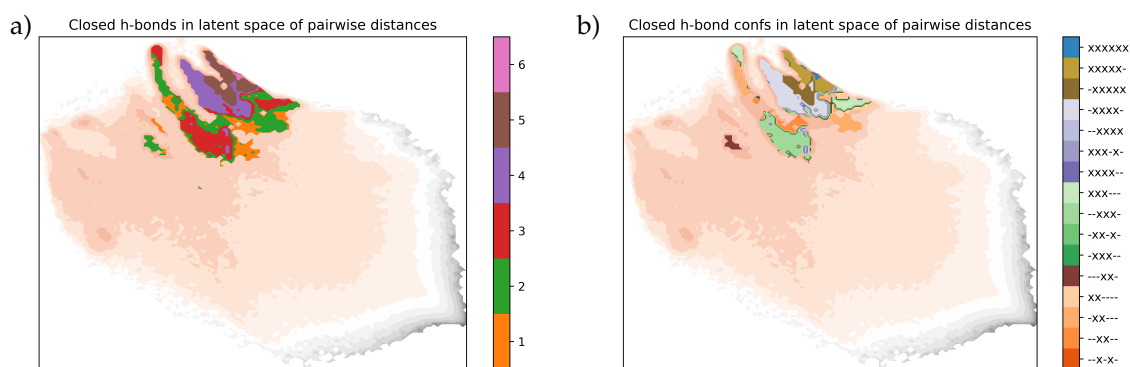 a)
Closed h-bonds in latent space of pairwise distances
6
5
4
3
2
1
b)
Closed h-bond confs in latent space of pairwise distances
xxxxxx
xxxxx-
-xxxxx
-xxxx-
--xxxx
xxx-x-
xxxx--
xxx---
--xxx-
-xx-x-
-xxx--
---xx-
xx----
-xx---
--xx--
--x-x-